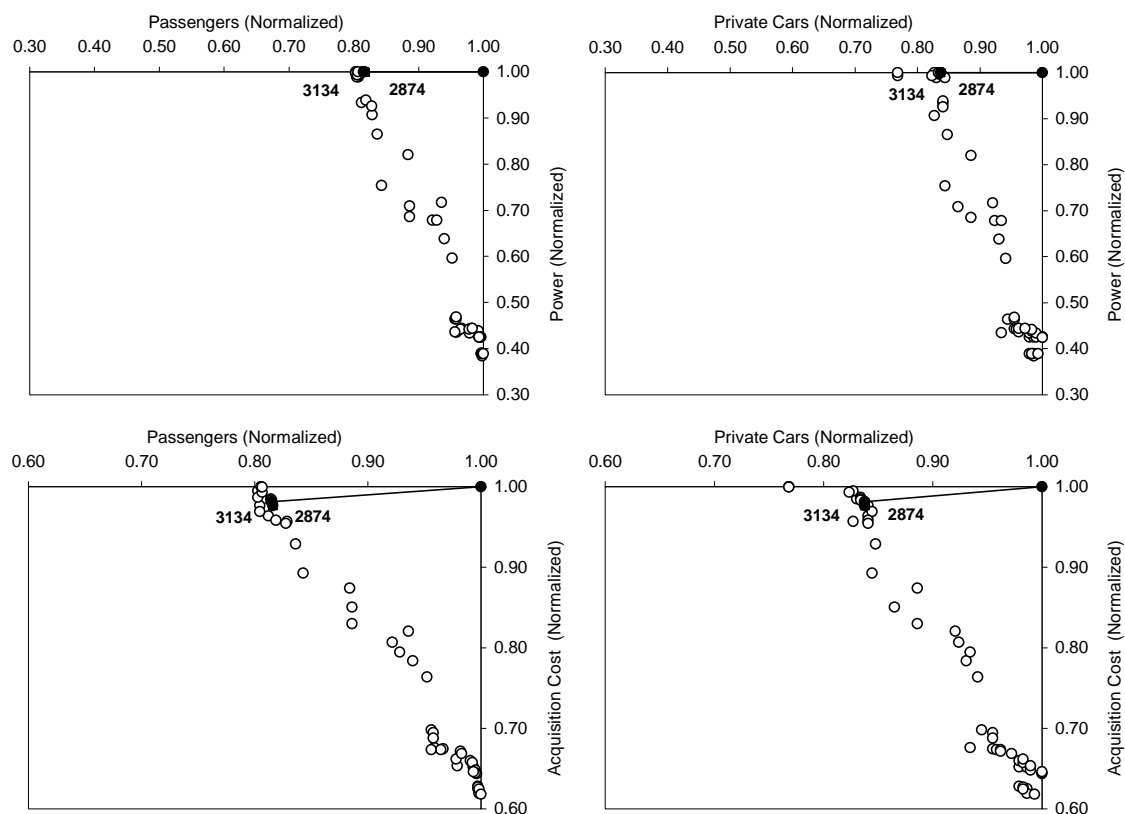 Passengers (Normalized)
0.30 0.40 0.50 0.60 0.70 0.80 0.90 1.00
1.00
0.90
0.80
0.70
0.60
0.50
0.40
0.30
Power (Normalized)
3134 2874
Private Cars (Normalized)
0.30 0.40 0.50 0.60 0.70 0.80 0.90 1.00
1.00
0.90
0.80
0.70
0.60
0.50
0.40
0.30
Power (Normalized)
3134 2874
Passengers (Normalized)
0.60 0.70 0.80 0.90 1.00
1.00
0.90
0.80
0.70
0.60
Acquisition Cost (Normalized)
3134 2874
Private Cars (Normalized)
0.60 0.70 0.80 0.90 1.00
1.00
0.90
0.80
0.70
0.60
Acquisition Cost (Normalized)
3134 2874